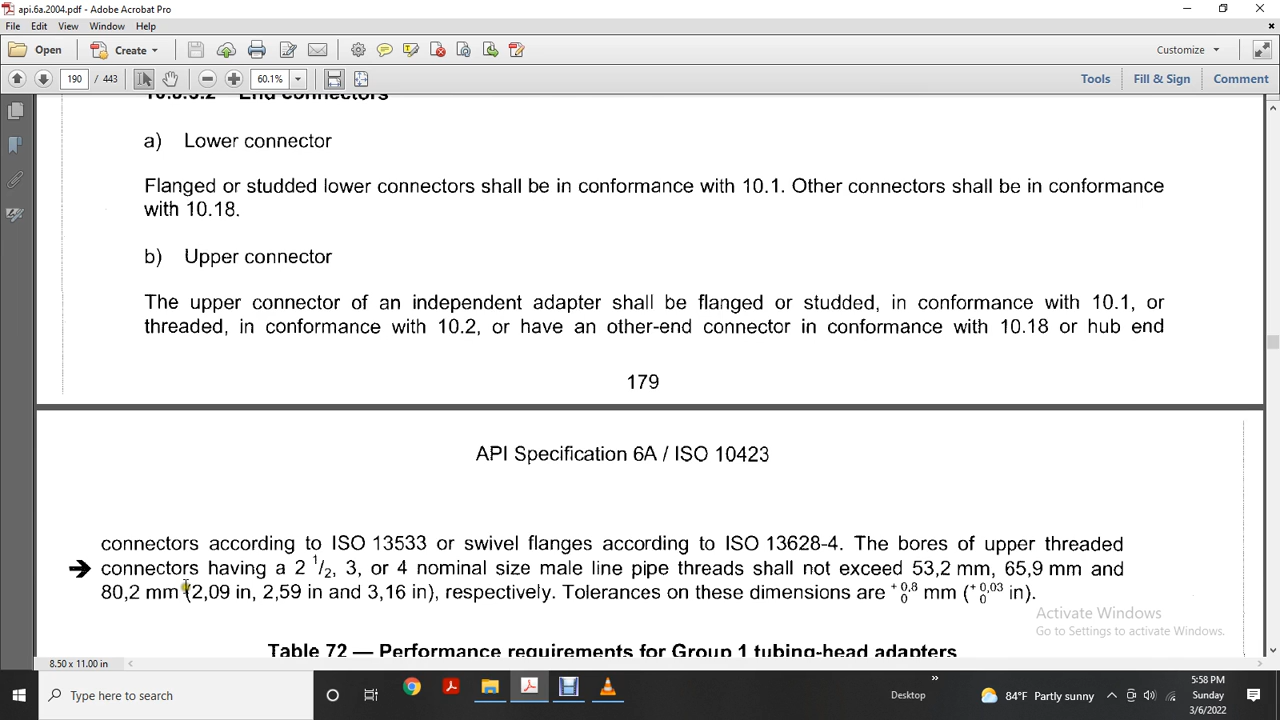 api.6a.2004.pdf - Adobe Acrobat Pro
File Edit View Window Help
Open Create Customize
190 / 443 60.1% Tools Fill & Sign Comment
10.8.3.2 End connectors
a) Lower connector
Flanged or studded lower connectors shall be in conformance with 10.1. Other connectors shall be in conformance
with 10.18.
b) Upper connector
The upper connector of an independent adapter shall be flanged or studded, in conformance with 10.1, or
threaded, in conformance with 10.2, or have an other-end connector in conformance with 10.18 or hub end
179
API Specification 6A / ISO 10423
connectors according to ISO 13533 or swivel flanges according to ISO 13628-4. The bores of upper threaded
connectors having a 2 1/2, 3, or 4 nominal size male line pipe threads shall not exceed 53,2 mm, 65,9 mm and
80,2 mm (2,09 in, 2,59 in and 3,16 in), respectively. Tolerances on these dimensions are +0,8 0 mm (+0,03 0 in).
Activate Windows
Go to Settings to activate Windows.
Table 72 — Performance requirements for Group 1 tubing-head adapters
8.50 x 11.00 in
Type here to search
Desktop
84°F Partly sunny
5:58 PM
Sunday
3/6/2022